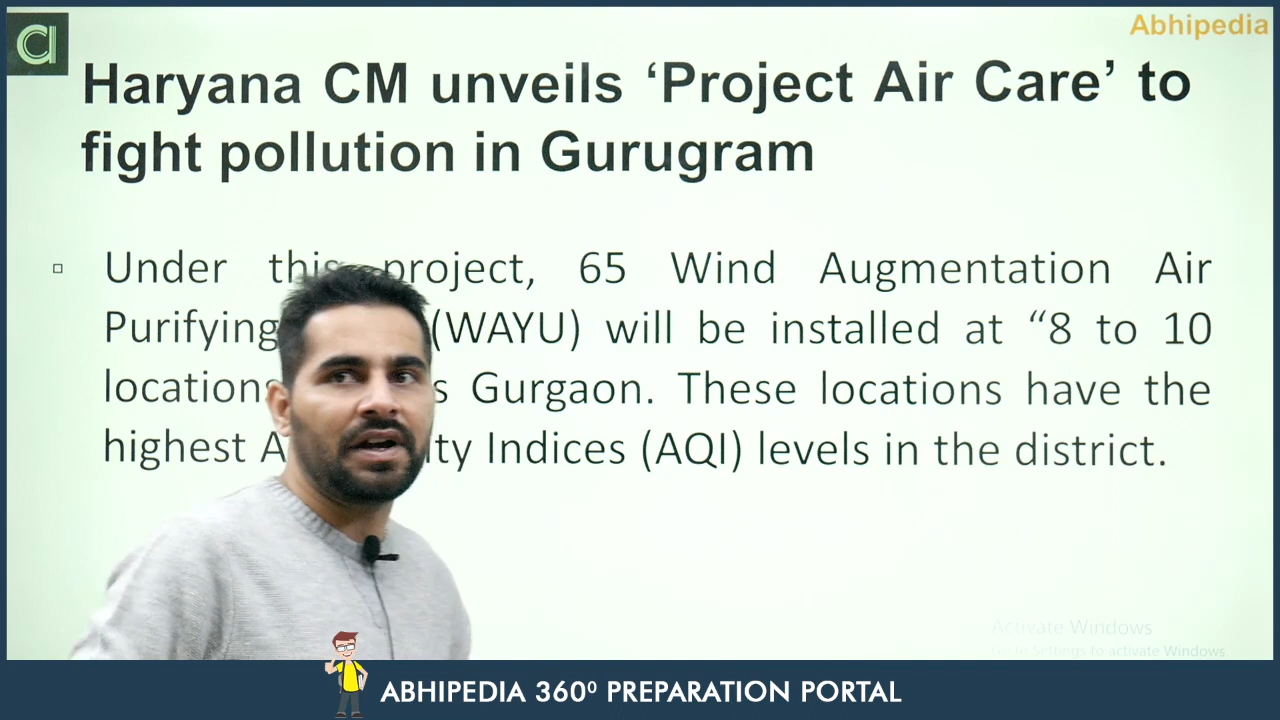 Abhipedia
Haryana CM unveils ‘Project Air Care’ to
fight pollution in Gurugram
Under this project, 65 Wind Augmentation Air
Purifying (WAYU) will be installed at “8 to 10
Gurgaon. These locations have the
highest Indices (AQI) levels in the district.
Activate Windows
Go to Settings to activate Windows.
ABHIPEDIA 360⁰ PREPARATION PORTAL